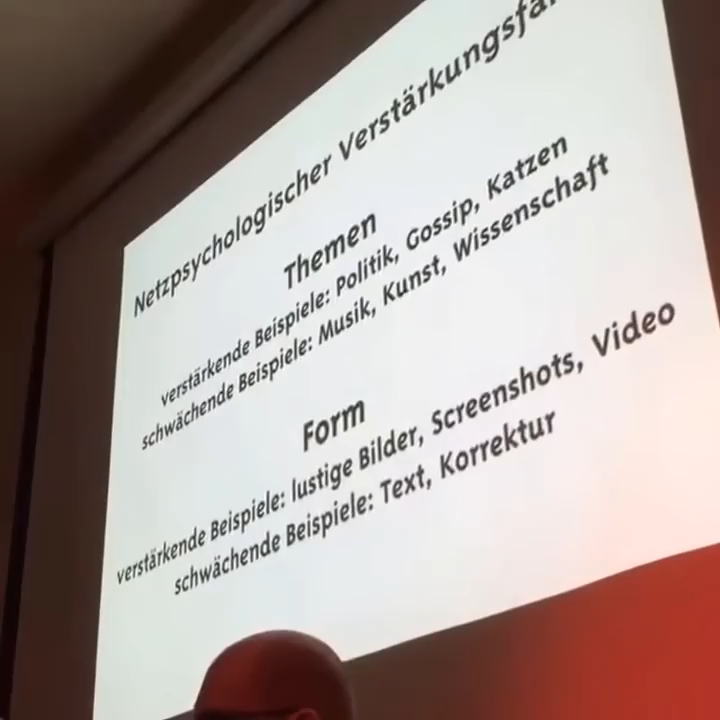 Netzpsychologischer
Themen
verstärkende Beispiele: Politik, Gossip, Katzen
schwächende Beispiele: Musik, Kunst, Wissenschaft
Form
verstärkende Beispiele: lustige Bilder, Screenshots, Video
schwächende Beispiele: Text, Korrektur